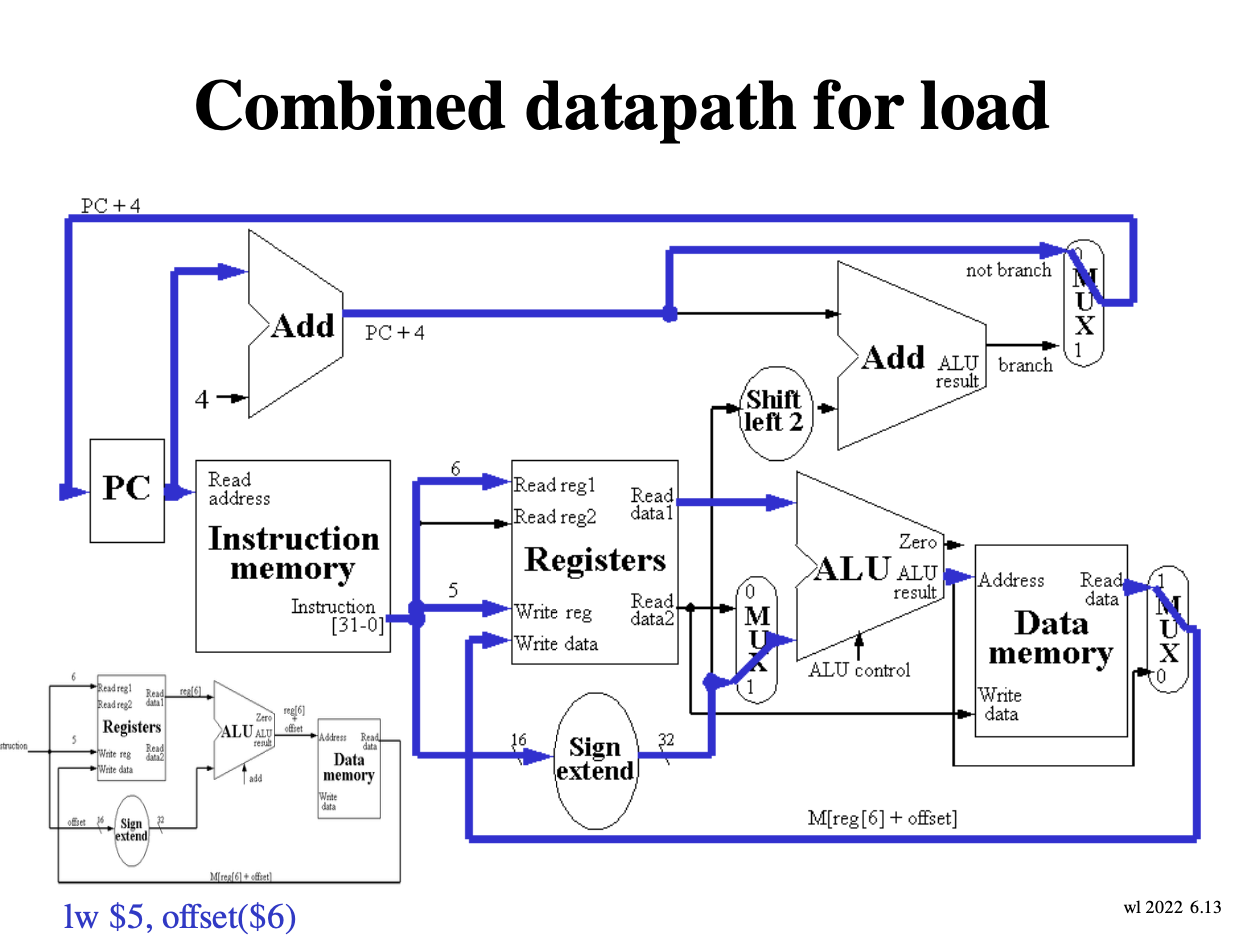 Combined datapath for load
PC + 4
0
not branch
M
U
X
1
Add
PC + 4
Add
ALU
result
branch
4
Shift
left 2
PC
Read
address
Instruction
memory
Instruction
[31-0]
6
Read reg1
Read
data1
Read reg2
Registers
5
Write reg
Read
data2
Write data
0
M
U
X
1
Zero
ALU
ALU
result
ALU control
Address
Read
data
Data
memory
Write
data
1
M
U
X
0
16
Sign
extend
32
M[reg[6] + offset]
6
Read reg1
Read
data1
reg[6]
Read reg2
Registers
5
Write reg
Read
data2
Write data
Zero
ALU
ALU
result
add
reg[6]
+
offset
Address
Read
data
Data
memory
Write
data
struction
offset
16
Sign
extend
32
M[reg[6] + offset]
lw $5, offset($6)
wl 2022 6.13